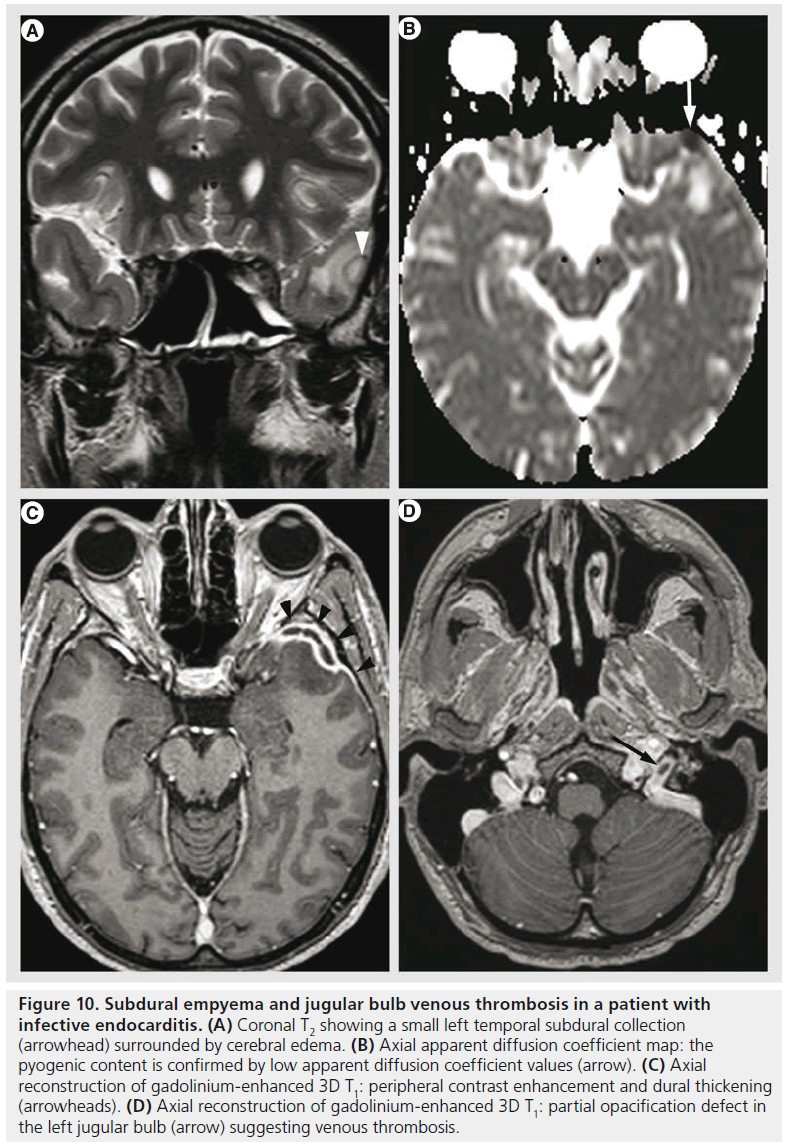 A
B
C
D
Figure 10. Subdural empyema and jugular bulb venous thrombosis in a patient with
infective endocarditis. (A) Coronal T2 showing a small left temporal subdural collection
(arrowhead) surrounded by cerebral edema. (B) Axial apparent diffusion coefficient map: the
pyogenic content is confirmed by low apparent diffusion coefficient values (arrow). (C) Axial
reconstruction of gadolinium-enhanced 3D T1: peripheral contrast enhancement and dural thickening
(arrowheads). (D) Axial reconstruction of gadolinium-enhanced 3D T1: partial opacification defect in
the left jugular bulb (arrow) suggesting venous thrombosis.